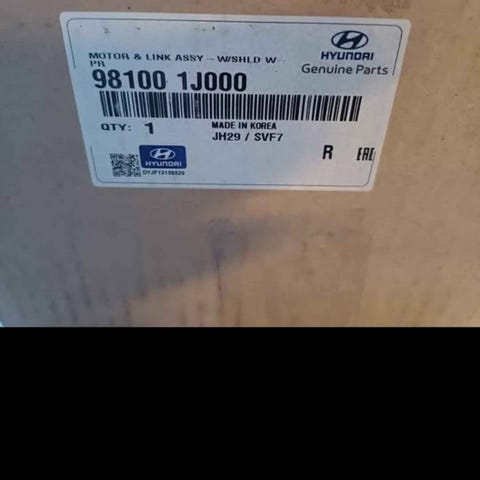 MOTOR & LINK ASSY - W/SHLD W
PR
98100 1J000
HYUNDAI
Genuine Parts
QTY: 1
MADE IN KOREA
JH29 / SVF7
HYUNDAI
R
EAC